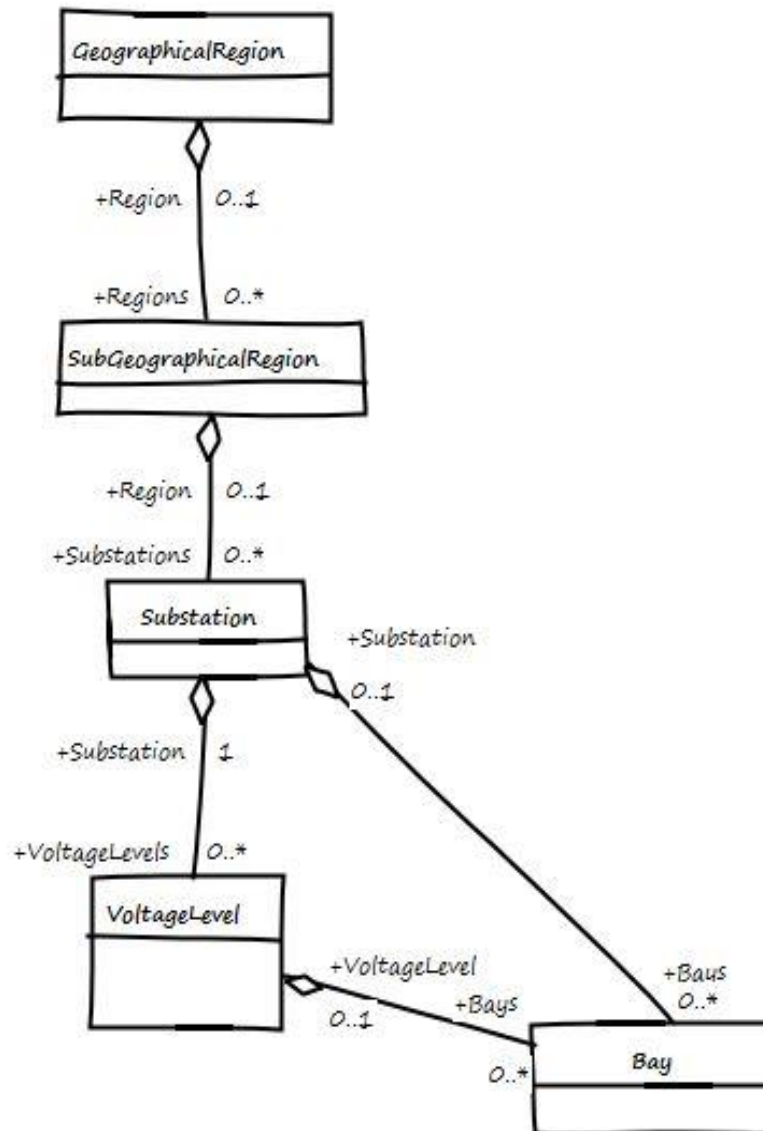 GeographicalRegion
+Region 0..1
+Regions 0..*
SubGeographicalRegion
+Region 0..1
+Substations 0..*
Substation
+Substation
0..1
+Substation 1
+VoltageLevels 0..*
VoltageLevel
+VoltageLevel
0..1
+Bays
0..*
+Baus
0..*
Bay